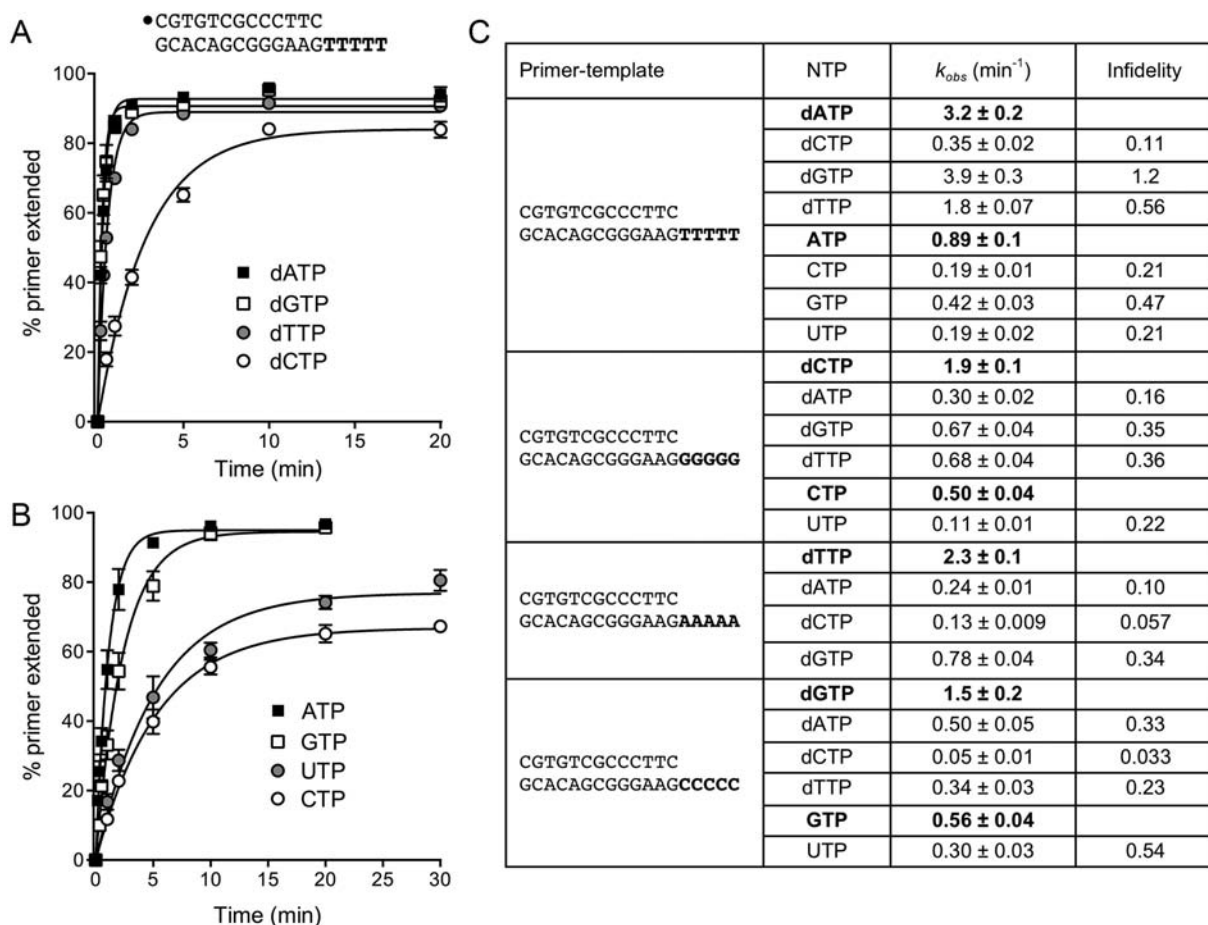 A
●CGTGTCGCCCTTC
GCACAGCGGGAAGTTTTT
% primer extended
100
80
60
40
20
0
dATP
dGTP
dTTP
dCTP
0 5 10 15 20
Time (min)
B
% primer extended
100
80
60
40
20
0
ATP
GTP
UTP
CTP
0 5 10 15 20 25 30
Time (min)
C
Primer-template NTP kobs (min-1) Infidelity
CGTGTCGCCCTTC
GCACAGCGGGAAGTTTTT
dATP 3.2 ± 0.2
dCTP 0.35 ± 0.02 0.11
dGTP 3.9 ± 0.3 1.2
dTTP 1.8 ± 0.07 0.56
ATP 0.89 ± 0.1
CTP 0.19 ± 0.01 0.21
GTP 0.42 ± 0.03 0.47
UTP 0.19 ± 0.02 0.21
CGTGTCGCCCTTC
GCACAGCGGGAAGGGGGG
dCTP 1.9 ± 0.1
dATP 0.30 ± 0.02 0.16
dGTP 0.67 ± 0.04 0.35
dTTP 0.68 ± 0.04 0.36
CTP 0.50 ± 0.04
UTP 0.11 ± 0.01 0.22
CGTGTCGCCCTTC
GCACAGCGGGAAGAAAAA
dTTP 2.3 ± 0.1
dATP 0.24 ± 0.01 0.10
dCTP 0.13 ± 0.009 0.057
dGTP 0.78 ± 0.04 0.34
CGTGTCGCCCTTC
GCACAGCGGGAAGCCCCC
dGTP 1.5 ± 0.2
dATP 0.50 ± 0.05 0.33
dCTP 0.05 ± 0.01 0.033
dTTP 0.34 ± 0.03 0.23
GTP 0.56 ± 0.04
UTP 0.30 ± 0.03 0.54